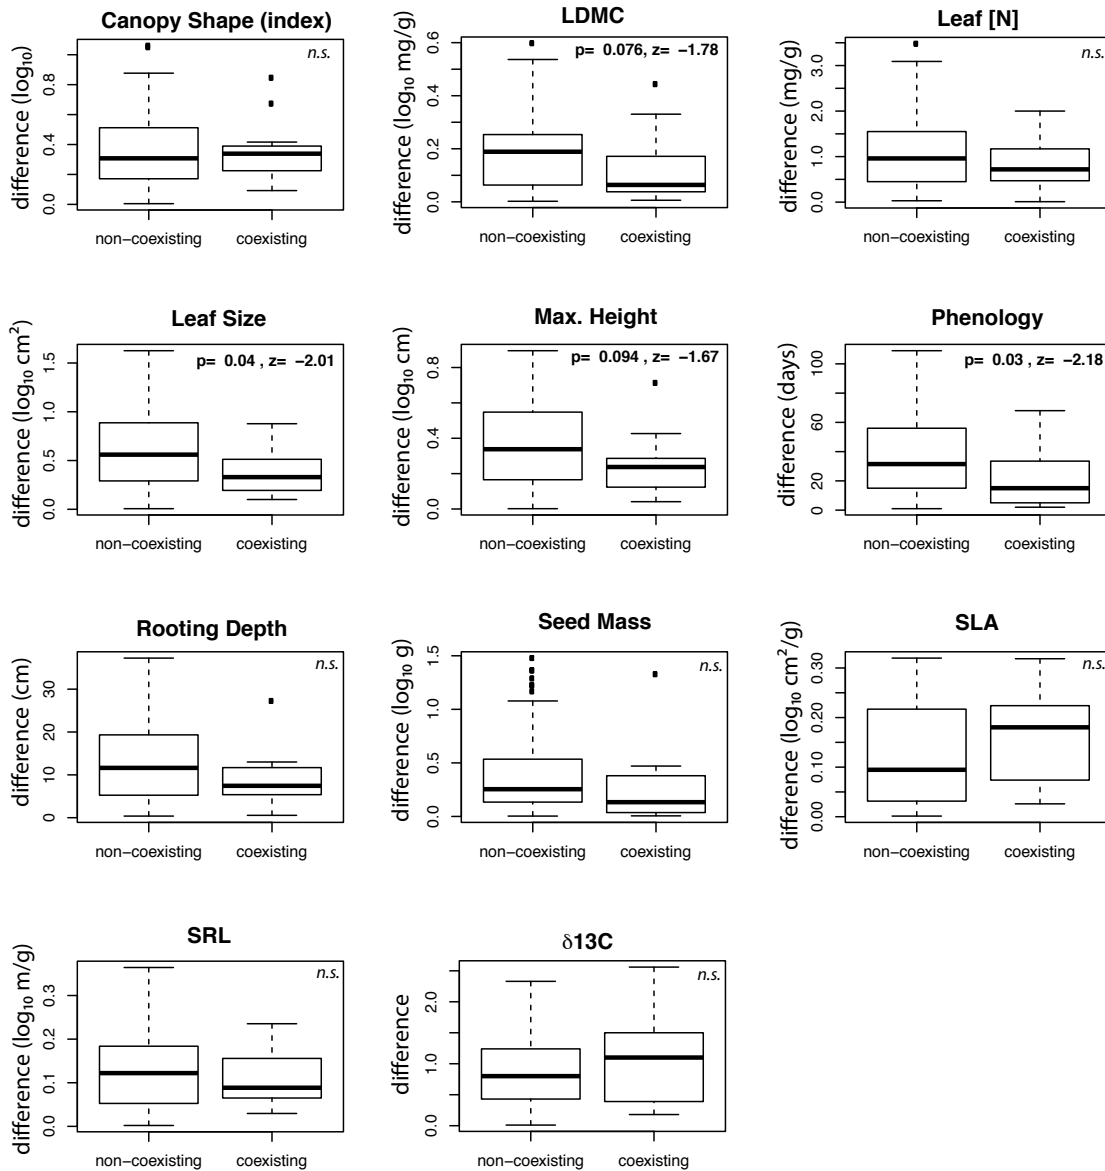 Canopy Shape (index)
difference (log₁₀)
0.0 0.4 0.8
n.s.
non−coexisting coexisting
LDMC
difference (log₁₀ mg/g)
0.0 0.2 0.4 0.6
p= 0.076, z= −1.78
non−coexisting coexisting
Leaf [N]
difference (mg/g)
0.0 1.0 2.0 3.0
n.s.
non−coexisting coexisting
Leaf Size
difference (log₁₀ cm²)
0.0 0.5 1.0 1.5
p= 0.04 , z= −2.01
non−coexisting coexisting
Max. Height
difference (log₁₀ cm)
0.0 0.4 0.8
p= 0.094 , z= −1.67
non−coexisting coexisting
Phenology
difference (days)
0 20 60 100
p= 0.03 , z= −2.18
non−coexisting coexisting
Rooting Depth
difference (cm)
0 10 20 30
n.s.
non−coexisting coexisting
Seed Mass
difference (log₁₀ g)
0.0 0.5 1.0 1.5
n.s.
non−coexisting coexisting
SLA
difference (log₁₀ cm²/g)
0.00 0.10 0.20 0.30
n.s.
non−coexisting coexisting
SRL
difference (log₁₀ m/g)
0.0 0.1 0.2 0.3
n.s.
non−coexisting coexisting
δ13C
difference
0.0 1.0 2.0
n.s.
non−coexisting coexisting